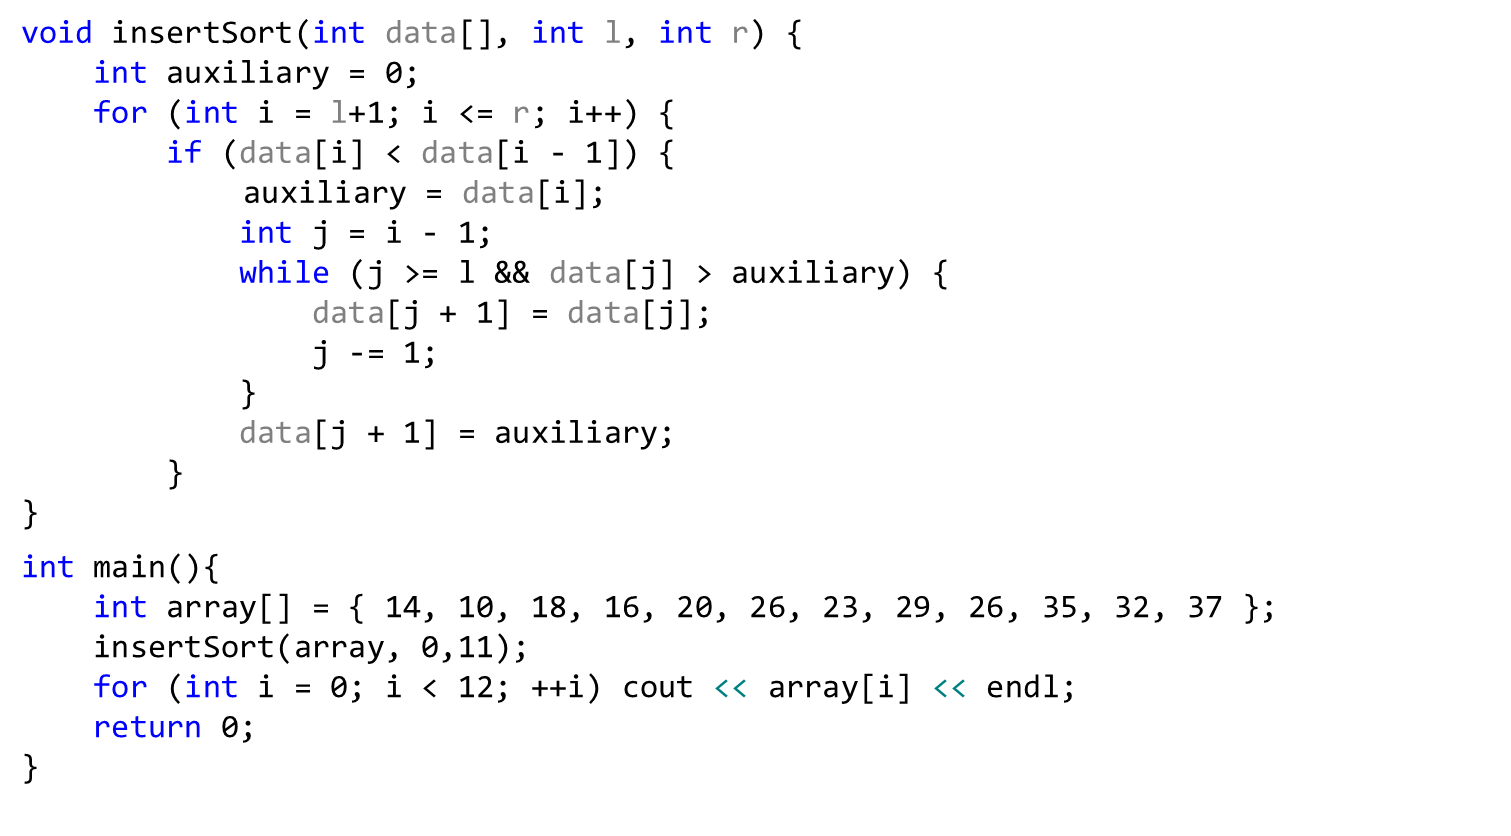 void insertSort(int data[], int l, int r) {
    int auxiliary = 0;
    for (int i = l+1; i <= r; i++) {
        if (data[i] < data[i - 1]) {
            auxiliary = data[i];
            int j = i - 1;
            while (j >= l && data[j] > auxiliary) {
                data[j + 1] = data[j];
                j -= 1;
            }
            data[j + 1] = auxiliary;
        }
}
int main(){
    int array[] = { 14, 10, 18, 16, 20, 26, 23, 29, 26, 35, 32, 37 };
    insertSort(array, 0,11);
    for (int i = 0; i < 12; ++i) cout << array[i] << endl;
    return 0;
}